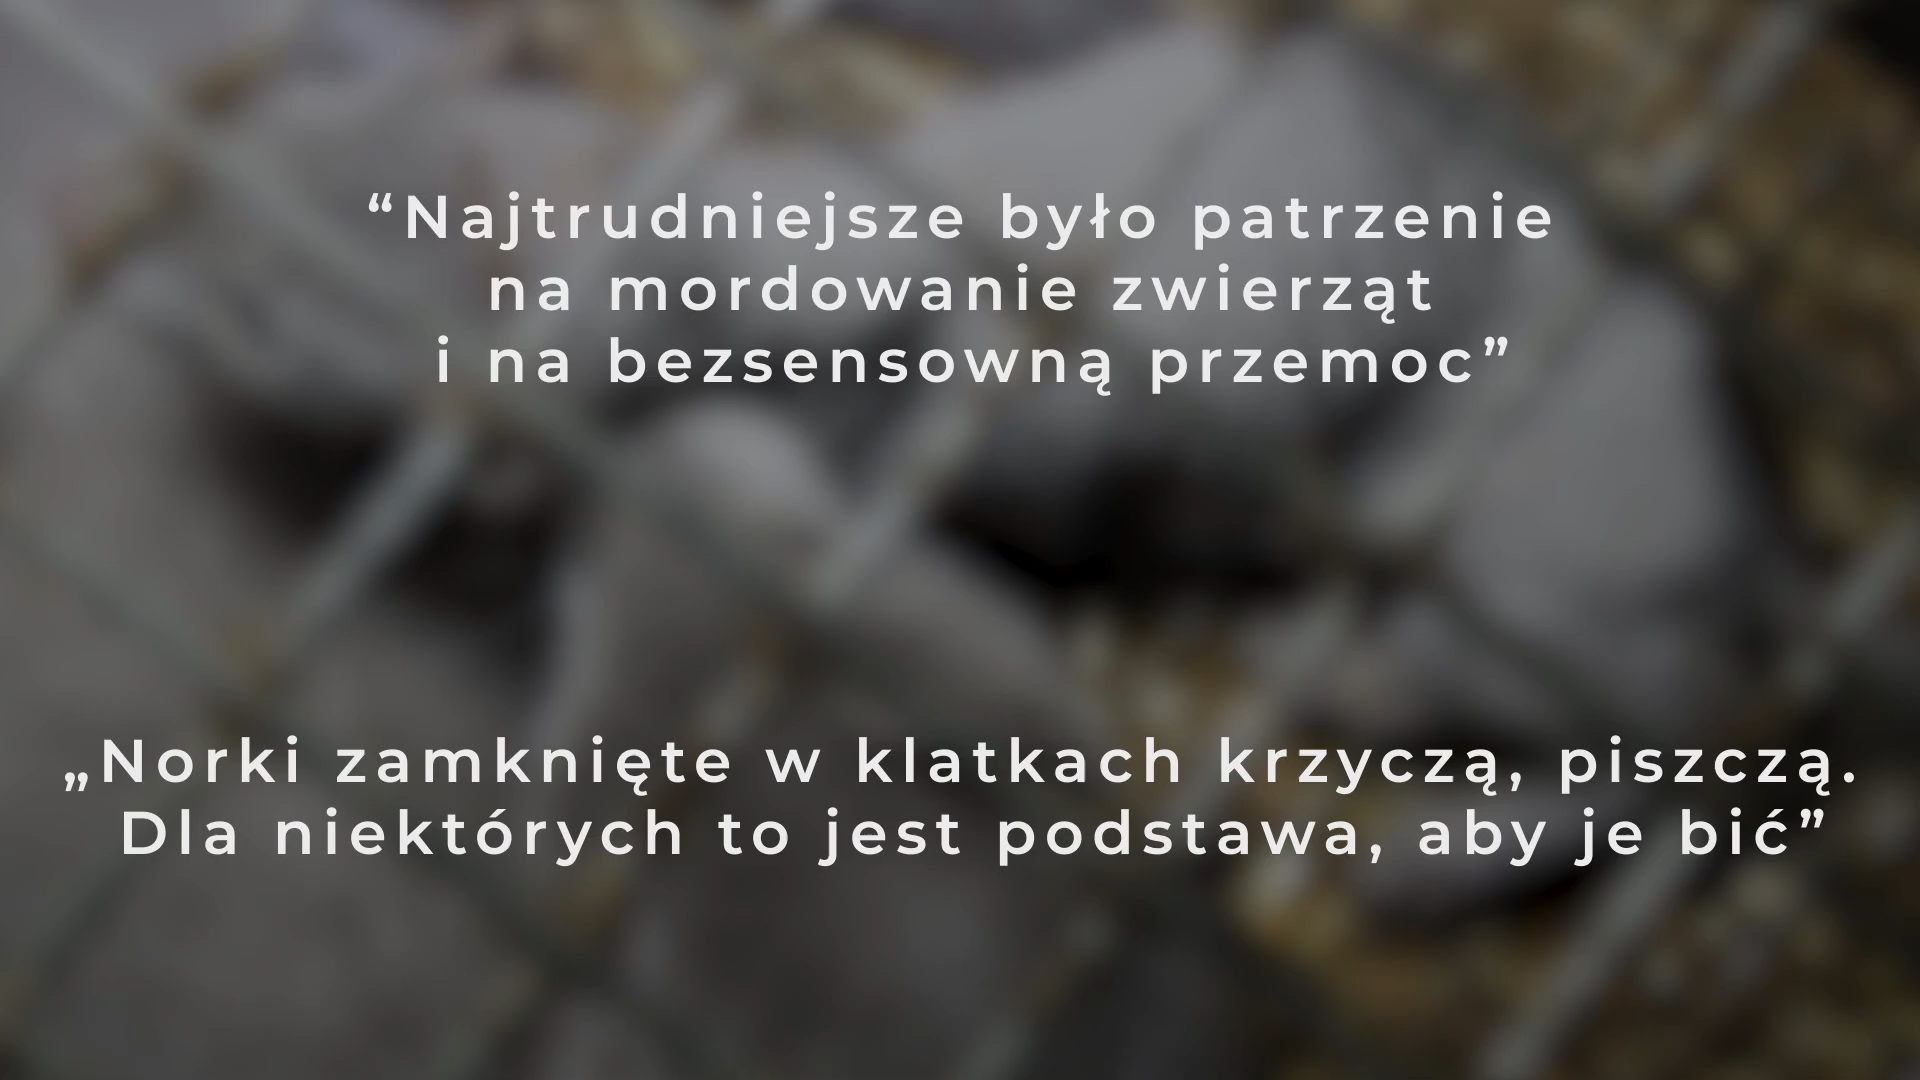 “Najtrudniejsze było patrzenie
na mordowanie zwierząt
i na bezsensowną przemoc”
„Norki zamknięte w klatkach krzyczą, piszczą.
Dla niektórych to jest podstawa, aby je bić”